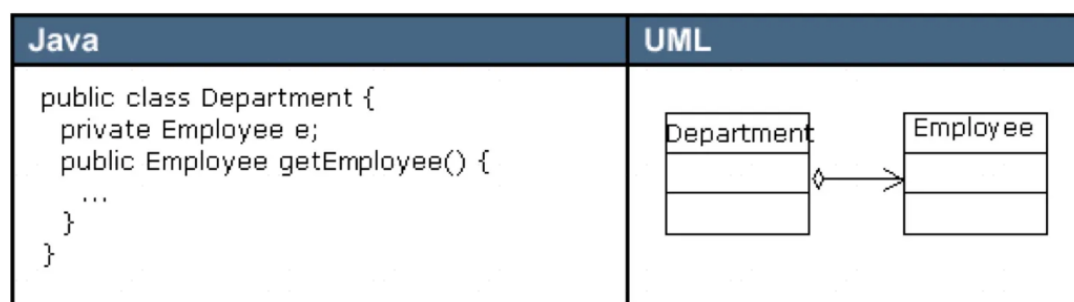 Java
UML
public class Department {
private Employee e;
public Employee getEmployee() {
...
}
}
Department
Employee